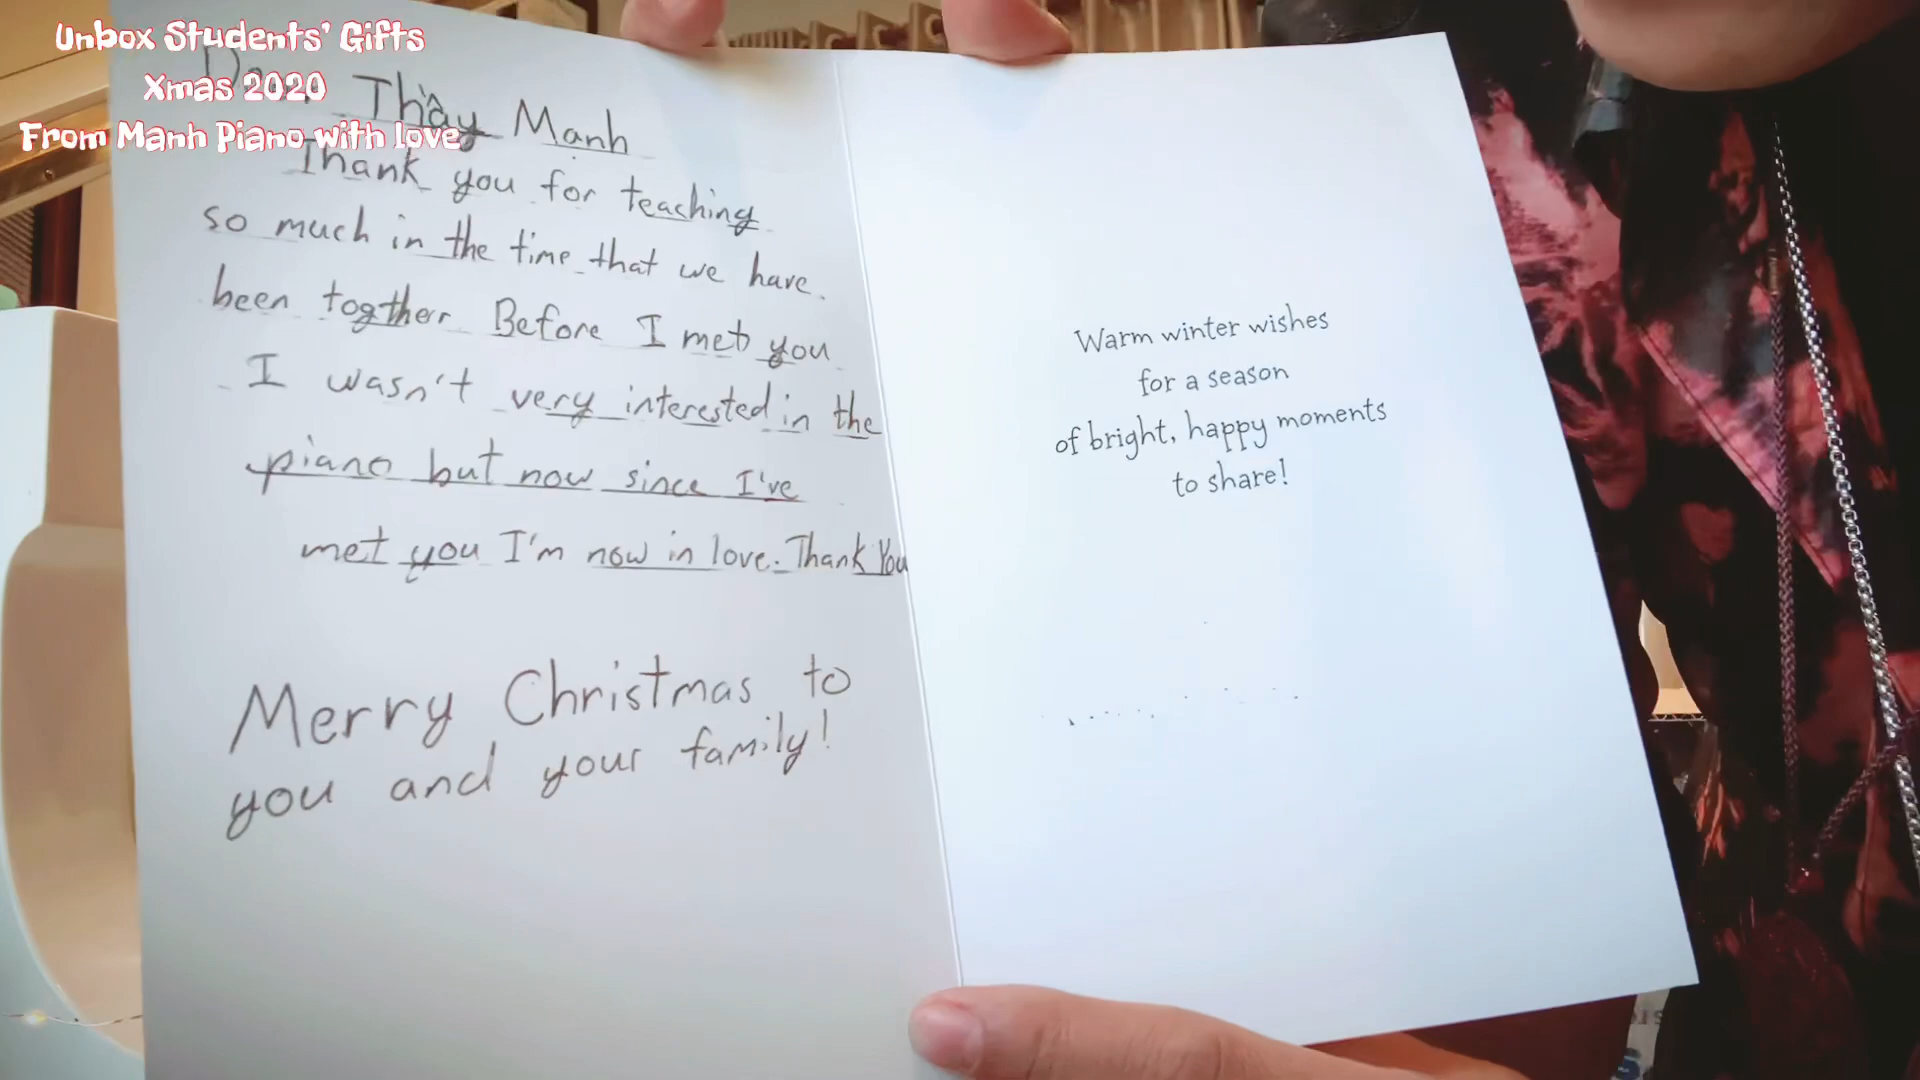 Unbox Students' Gifts
Xmas 2020
From Manh Piano with love
Thầy Manh
Thank you for teaching
so much in the time that we have
been togther. Before I met you
I wasn't very interested in the
piano but now since I've
met you I'm now in love. Thank You
Merry Christmas to
you and your family!
Warm winter wishes
for a season
of bright, happy moments
to share!